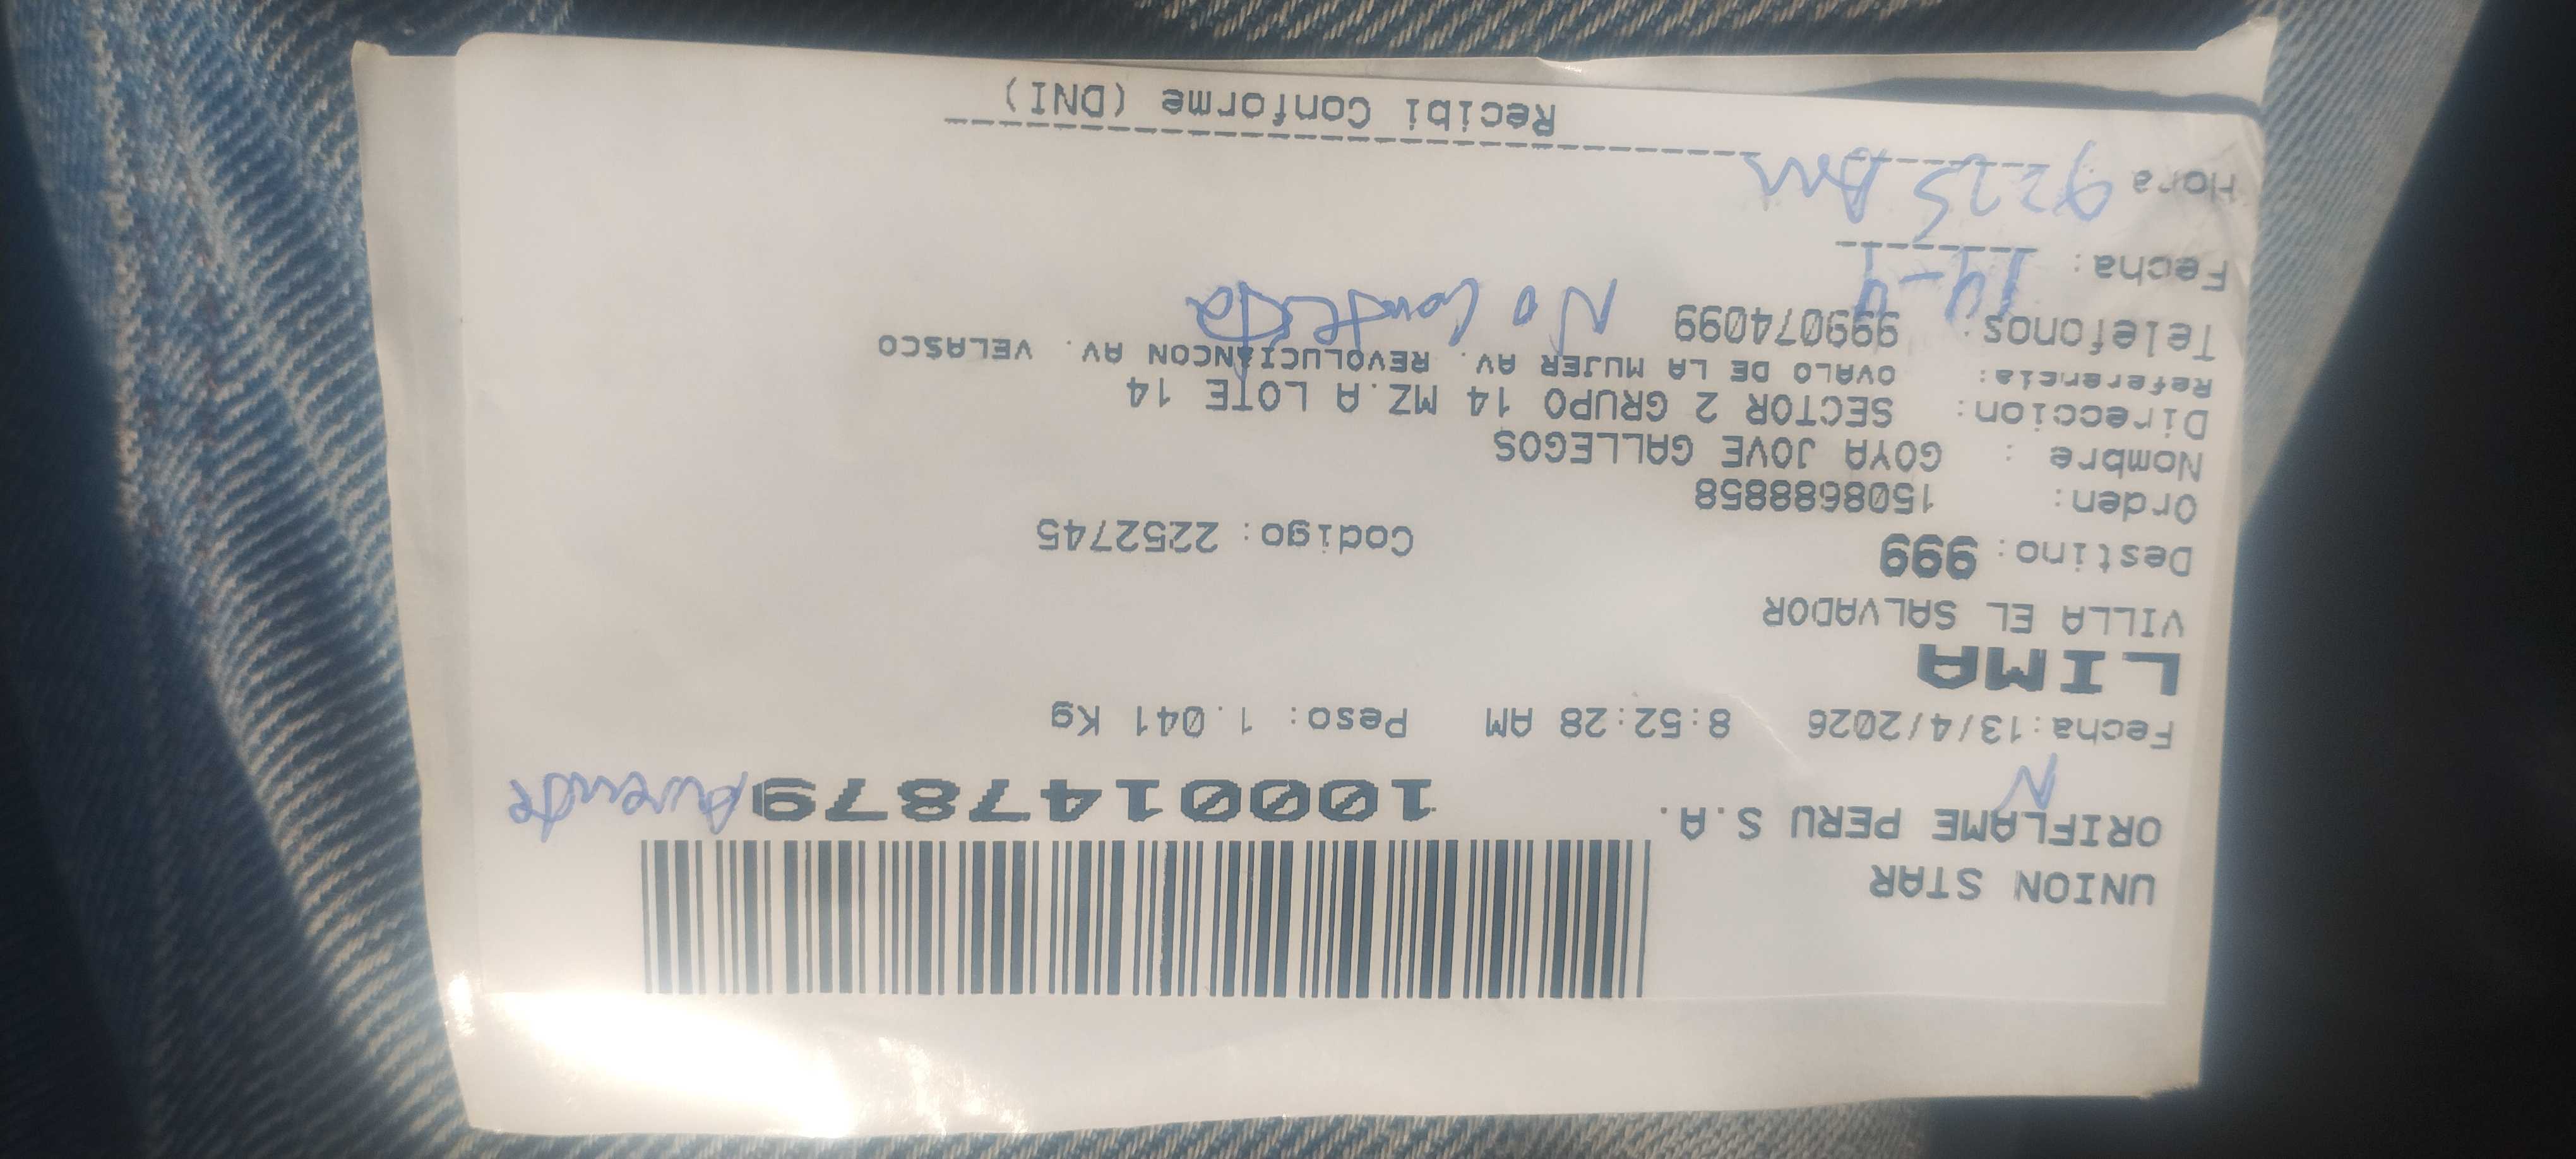 UNION STAR
ORIFLAME PERU S.A.
N
10001478799 Ausente
Fecha:13/4/2026 8:52:28 AM Peso: 1.041 Kg
LIMA
VILLA EL SALVADOR
Destino: 999 Codigo: 2252745
Orden: 1508688858
Nombre : GOYA JOVE GALLEGOS
Direccion: SECTOR 2 GRUPO 14 MZ.A LOTE 14
Referencia: OVALO DE LA MUJER AV. REVOLUCIANCON AV. VELASCO
Telefonos: 999074099 No Contesta
Fecha: 14-4
Hora 9:25 Am
Recibi Conforme (DNI)